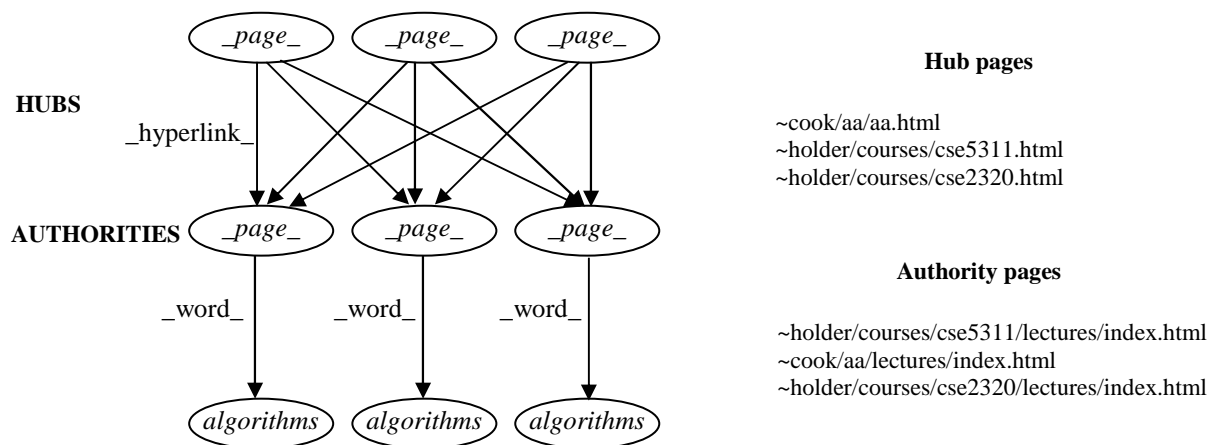 _page_ _page_ _page_
Hub pages
HUBS
~cook/aa/aa.html
_hyperlink_
~holder/courses/cse5311.html
~holder/courses/cse2320.html
AUTHORITIES _page_ _page_ _page_
Authority pages
_word_ _word_ _word_
~holder/courses/cse5311/lectures/index.html
~cook/aa/lectures/index.html
~holder/courses/cse2320/lectures/index.html
algorithms algorithms algorithms